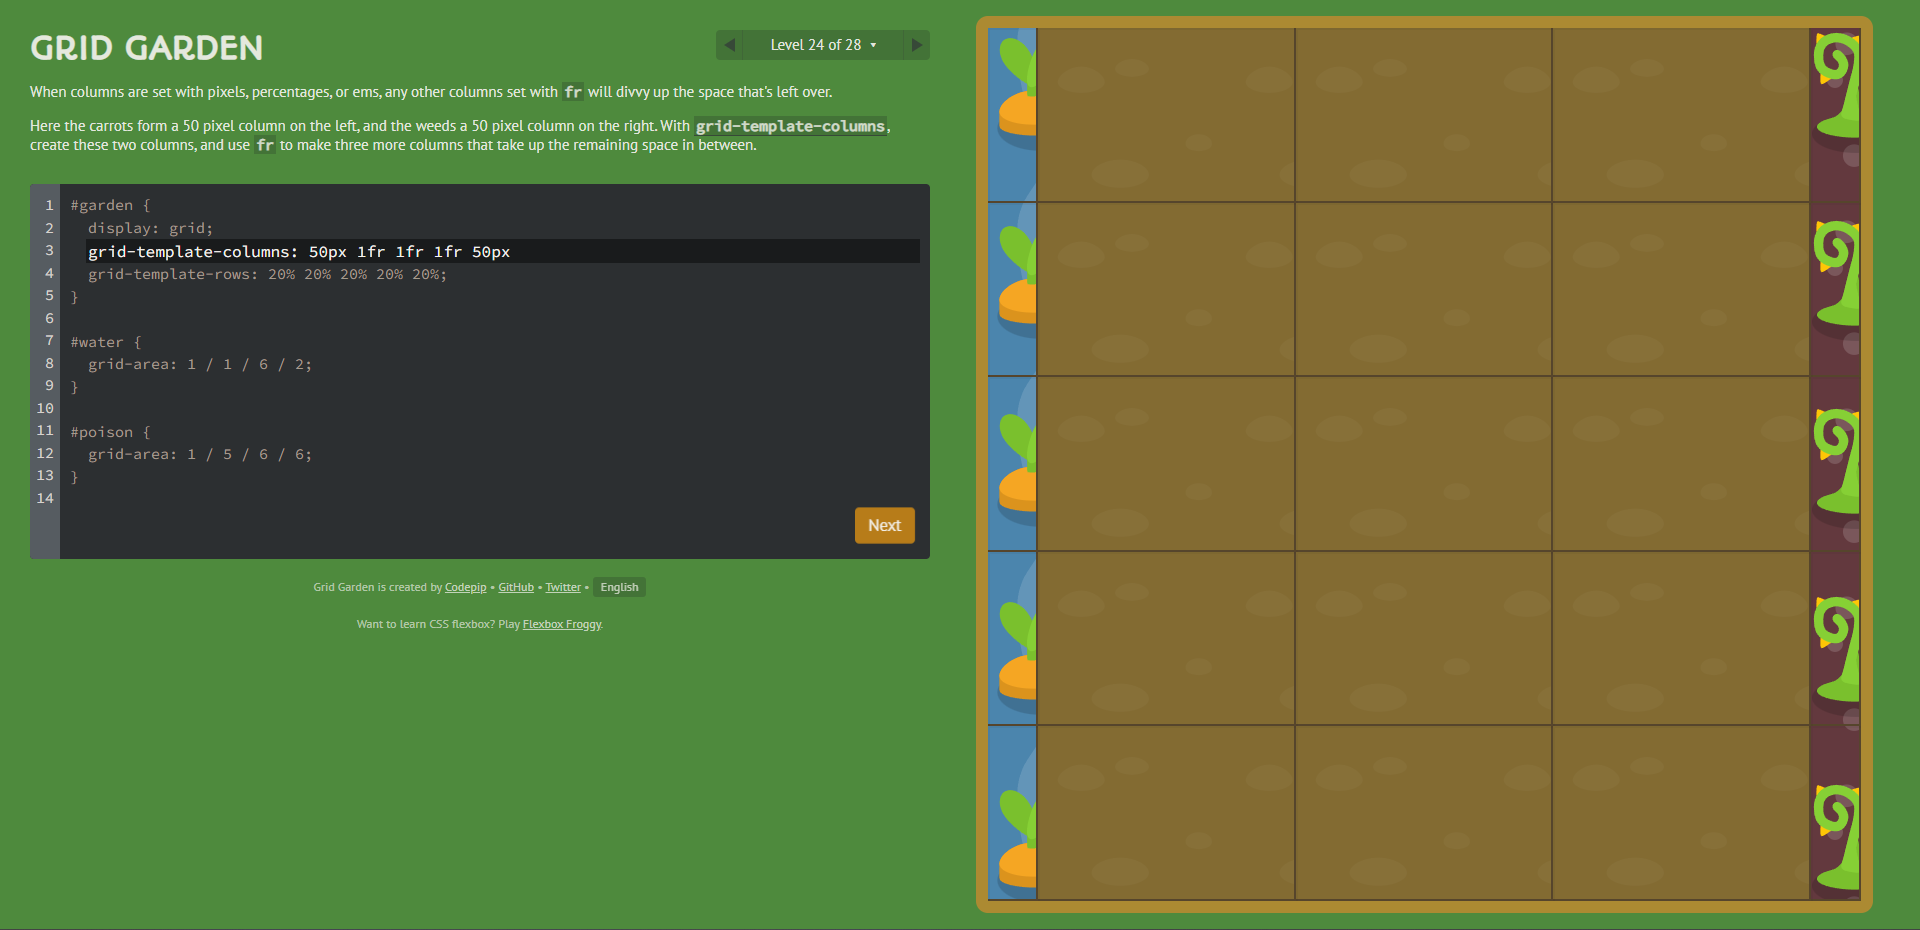 GRID GARDEN
Level 24 of 28 ▾
When columns are set with pixels, percentages, or ems, any other columns set with fr will divvy up the space that's left over.
Here the carrots form a 50 pixel column on the left, and the weeds a 50 pixel column on the right. With grid-template-columns,
create these two columns, and use fr to make three more columns that take up the remaining space in between.
1 #garden {
2 display: grid;
3 grid-template-columns: 50px 1fr 1fr 1fr 50px
4 grid-template-rows: 20% 20% 20% 20% 20%;
5 }
6
7 #water {
8 grid-area: 1 / 1 / 6 / 2;
9 }
10
11 #poison {
12 grid-area: 1 / 5 / 6 / 6;
13 }
14
Next
Grid Garden is created by Codepip • GitHub • Twitter • English
Want to learn CSS flexbox? Play Flexbox Froggy.